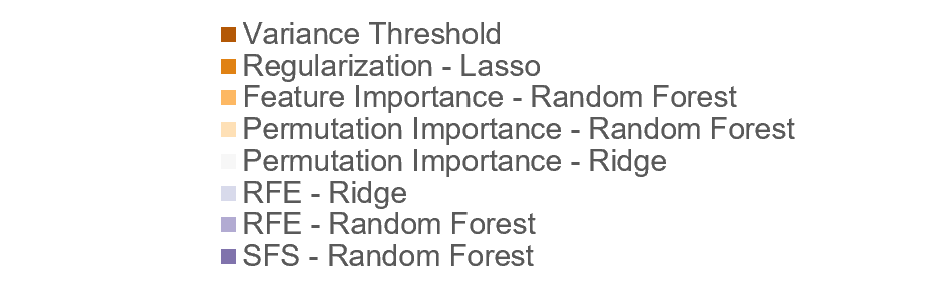 Variance Threshold
Regularization - Lasso
Feature Importance - Random Forest
Permutation Importance - Random Forest
Permutation Importance - Ridge
RFE - Ridge
RFE - Random Forest
SFS - Random Forest